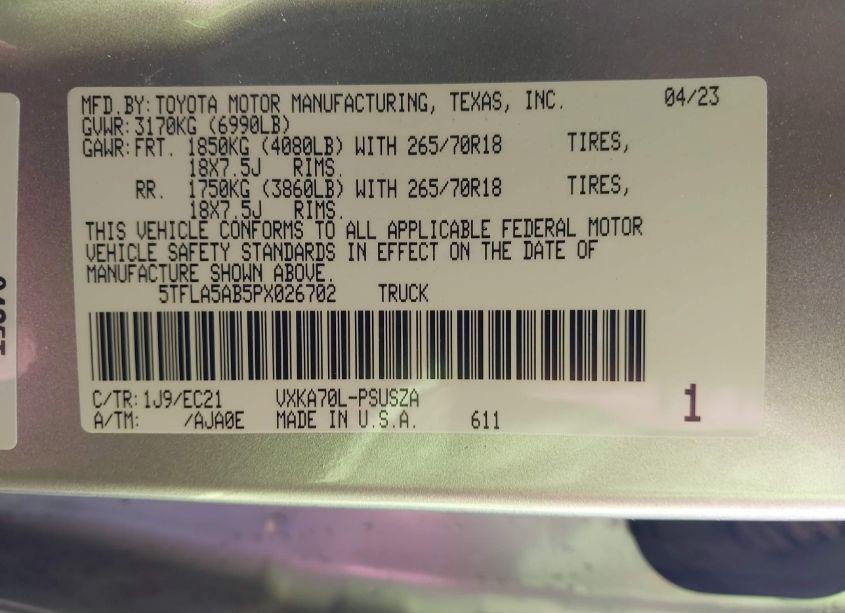 MFD.BY:TOYOTA MOTOR MANUFACTURING, TEXAS, INC. 04/23
GVWR:3170KG (6990LB)
GAWR:FRT. 1850KG (4080LB) WITH 265/70R18 TIRES,
18X7.5J RIMS.
RR. 1750KG (3860LB) WITH 265/70R18 TIRES,
18X7.5J RIMS.
THIS VEHICLE CONFORMS TO ALL APPLICABLE FEDERAL MOTOR
VEHICLE SAFETY STANDARDS IN EFFECT ON THE DATE OF
MANUFACTURE SHOWN ABOVE.
5TFLA5AB5PX026702 TRUCK
C/TR:1J9/EC21 VXKA70L-PSUSZA
A/TM: /AJA0E MADE IN U.S.A. 611
1